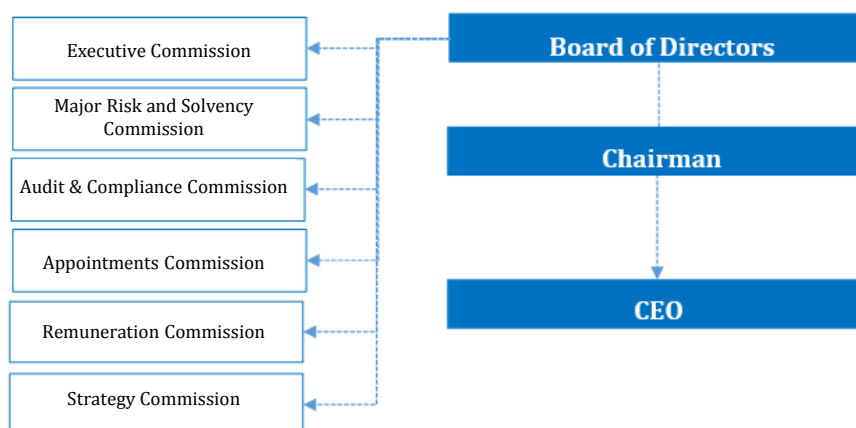 Executive Commission
Major Risk and Solvency
Commission
Audit & Compliance Commission
Appointments Commission
Remuneration Commission
Strategy Commission
Board of Directors
Chairman
CEO